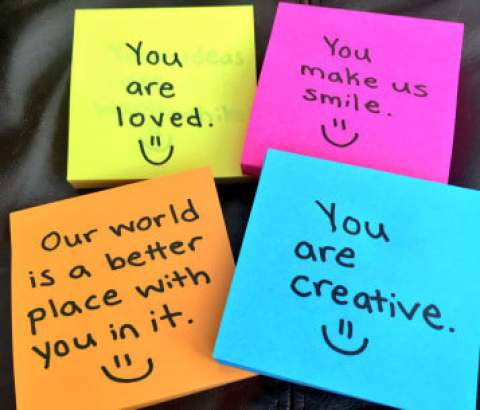 You
are
loved.
You
make us
smile.
Our world
is a better
place with
you in it.
You
are
creative.